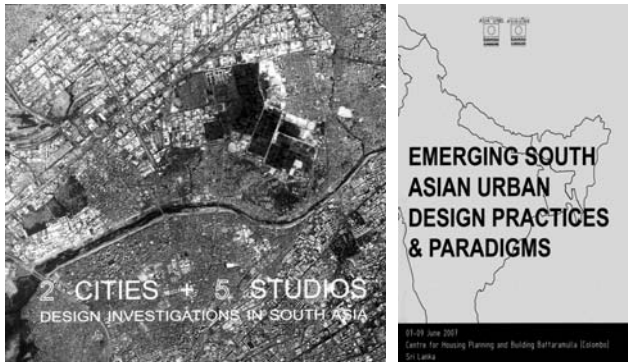 2 CITIES + 5 STUDIOS
DESIGN INVESTIGATIONS IN SOUTH ASIA
EMERGING SOUTH
ASIAN URBAN
DESIGN PRACTICES
& PARADIGMS
07-09 June 2007
Centre for Housing Planning and Building Battaramulla (Colombo)
Sri Lanka